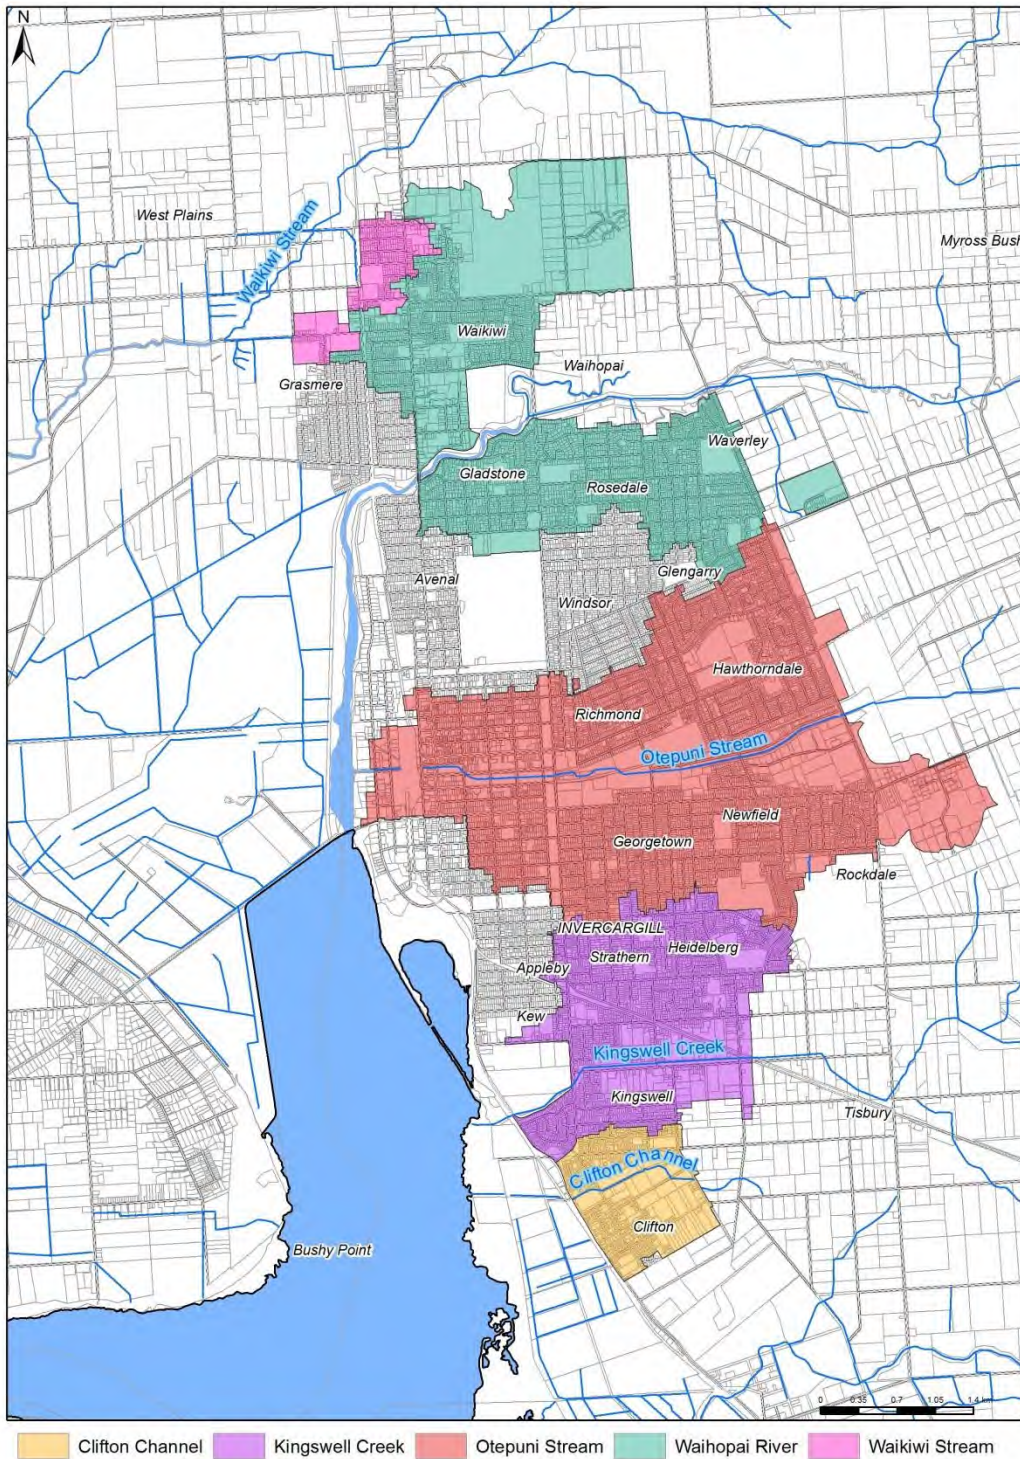 N
West Plains
Waikiwi Stream
Myross Bush
Waikiwi
Waihopai
Grasmere
Waverley
Gladstone
Rosedale
Avenal
Glengarry
Windsor
Hawthorndale
Richmond
Otepuni Stream
Newfield
Georgetown
Rockdale
INVERCARGILL
Strathern
Heidelberg
Appleby
Kew
Kingswell Creek
Kingswell
Tisbury
Clifton Channel
Clifton
Bushy Point
0 0.35 0.7 1.05 1.4 km
Clifton Channel Kingswell Creek Otepuni Stream Waihopai River Waikiwi Stream